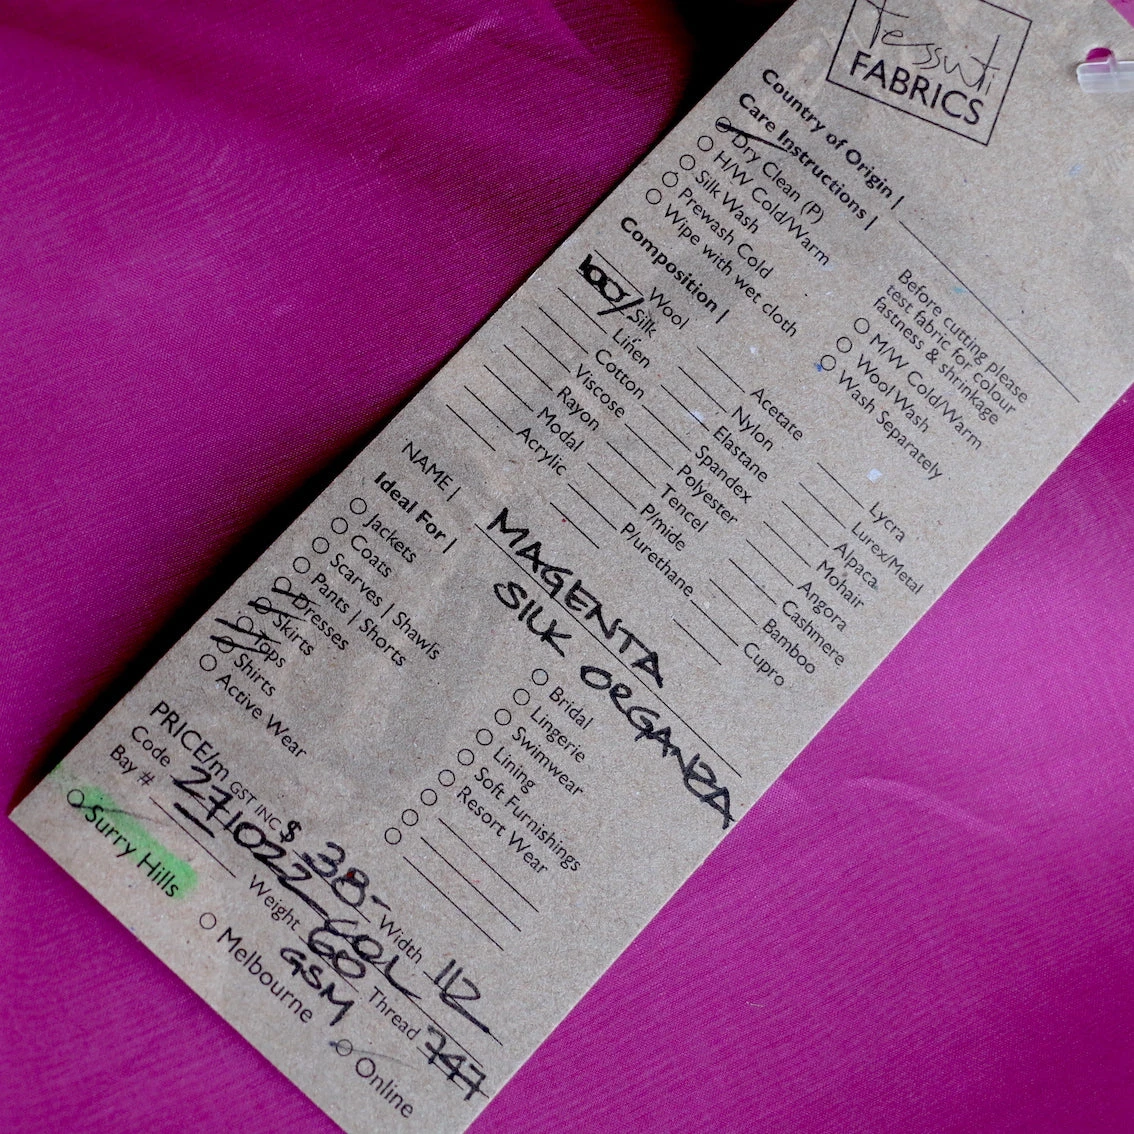 tessuti
FABRICS
Country of Origin |
Care Instructions |
Dry Clean (P)
H/W Cold/Warm
Silk Wash
Prewash Cold
Wipe with wet cloth
Before cutting please
test fabric for colour
fastness & shrinkage
M/W Cold/Warm
Wool Wash
Wash Separately
Composition |
Wool
100% Silk
Linen
Cotton
Viscose
Rayon
Modal
Acrylic
Acetate
Nylon
Elastane
Spandex
Polyester
Tencel
P/mide
P/urethane
Lycra
Lurex/Metal
Alpaca
Mohair
Angora
Cashmere
Bamboo
Cupro
NAME | MAGENTA
SILK ORGANZA
Ideal For |
Jackets
Coats
Scarves | Shawls
Pants | Shorts
Dresses
Skirts
Tops
Shirts
Active Wear
Bridal
Lingerie
Swimwear
Lining
Soft Furnishings
Resort Wear
PRICE/m GST INC $ 38- Width 112
Code 271022 COL 747
Bay # Weight 60 GSM Thread
Surry Hills
Melbourne
Online